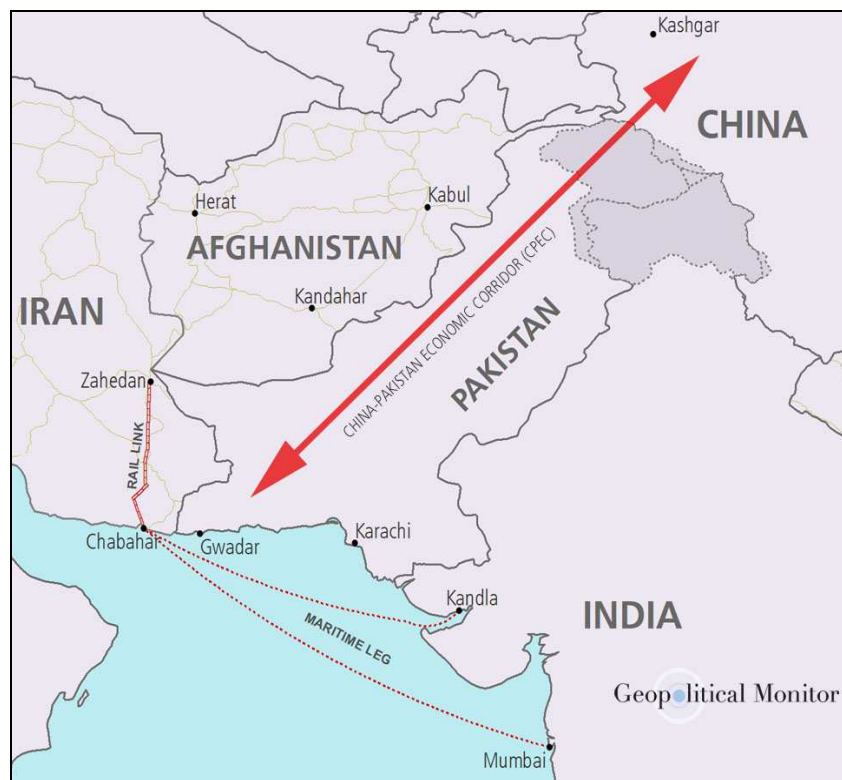 Kashgar
CHINA
Herat
Kabul
AFGHANISTAN
CHINA-PAKISTAN ECONOMIC CORRIDOR (CPEC)
Kandahar
IRAN
PAKISTAN
Zahedan
RAIL LINK
Chabahar
Gwadar
Karachi
Kandla
MARITIME LEG
INDIA
Geopolitical Monitor
Mumbai